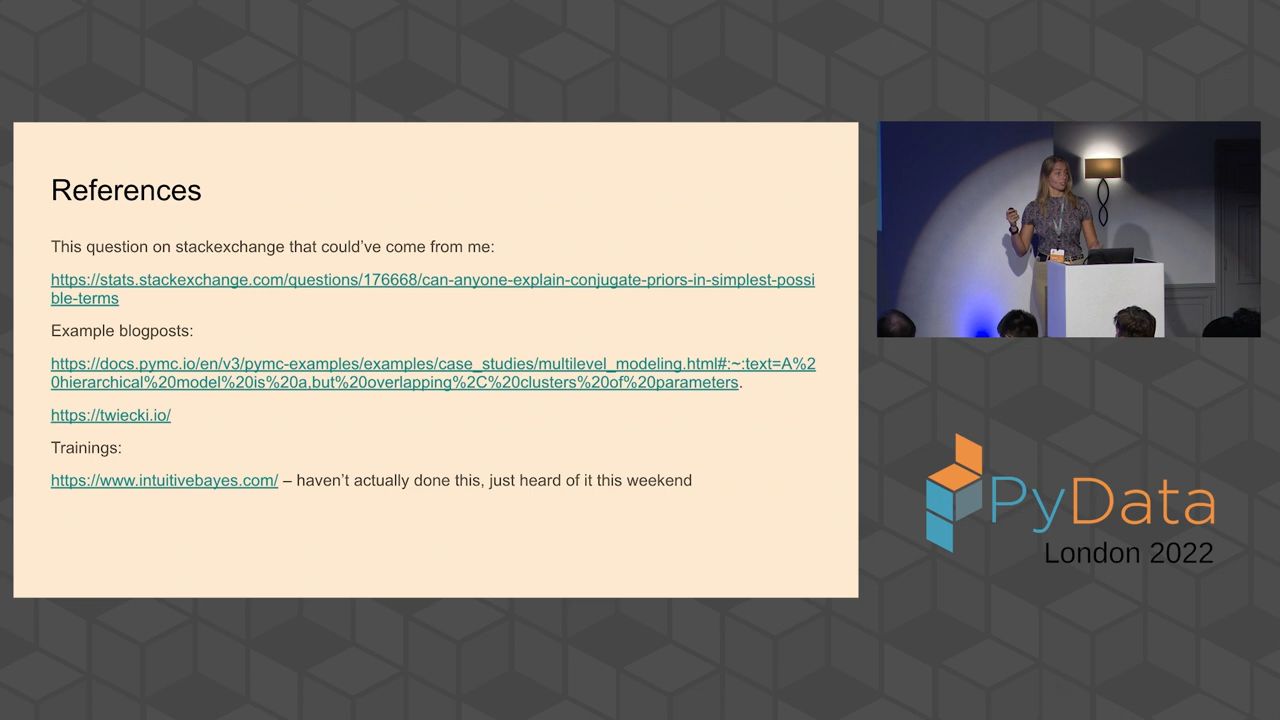 References
This question on stackexchange that could’ve come from me:
https://stats.stackexchange.com/questions/176668/can-anyone-explain-conjugate-priors-in-simplest-possi
ble-terms
Example blogposts:
https://docs.pymc.io/en/v3/pymc-examples/examples/case_studies/multilevel_modeling.html#:~:text=A%2
0hierarchical%20model%20is%20a,but%20overlapping%2C%20clusters%20of%20parameters.
https://twiecki.io/
Trainings:
https://www.intuitivebayes.com/ – haven’t actually done this, just heard of it this weekend
PyData
London 2022